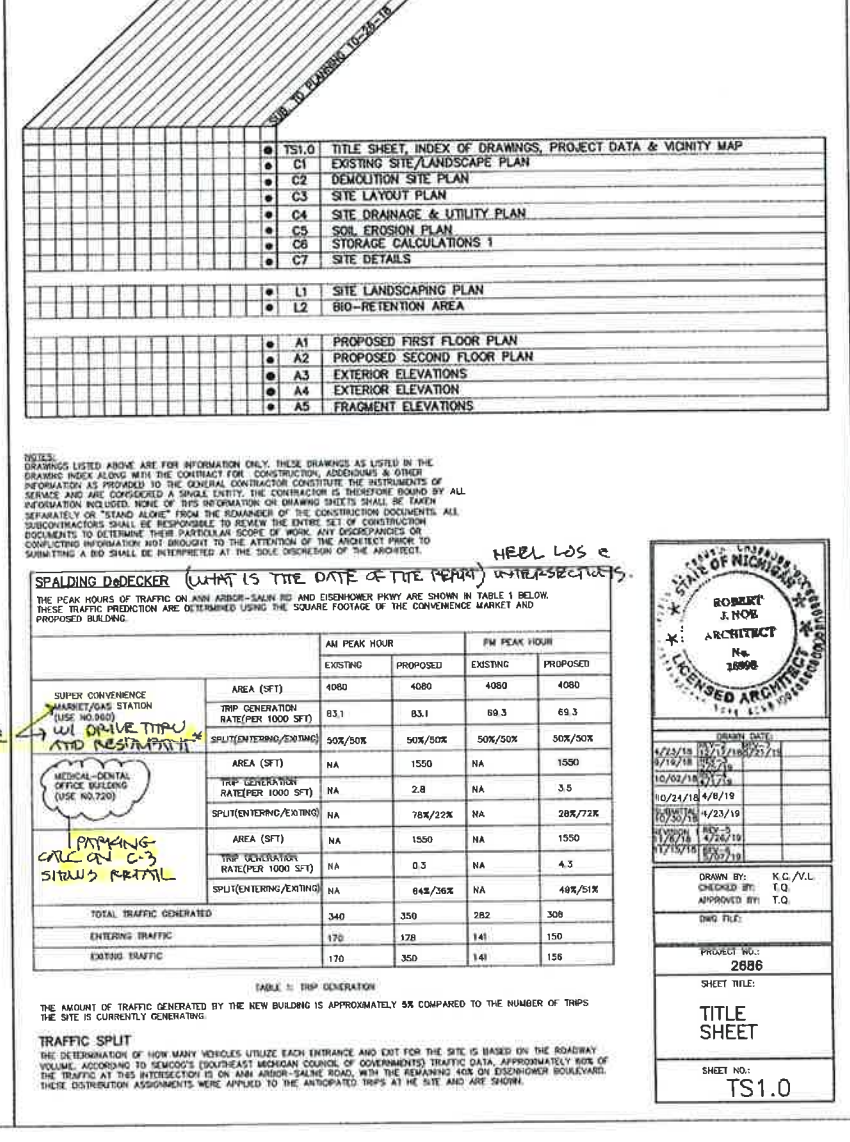 SUB. TO PLANNING 10-26-18
TS1.0 TITLE SHEET, INDEX OF DRAWINGS, PROJECT DATA & VICINITY MAP
C1 EXISTING SITE/LANDSCAPE PLAN
C2 DEMOLITION SITE PLAN
C3 SITE LAYOUT PLAN
C4 SITE DRAINAGE & UTILITY PLAN
C5 SOIL EROSION PLAN
C6 STORAGE CALCULATIONS 1
C7 SITE DETAILS
L1 SITE LANDSCAPING PLAN
L2 BIO-RETENTION AREA
A1 PROPOSED FIRST FLOOR PLAN
A2 PROPOSED SECOND FLOOR PLAN
A3 EXTERIOR ELEVATIONS
A4 EXTERIOR ELEVATION
A5 FRAGMENT ELEVATIONS
NOTES:
DRAWINGS LISTED ABOVE ARE FOR INFORMATION ONLY. THESE DRAWINGS AS LISTED IN THE
DRAWING INDEX ALONG WITH THE CONTRACT FOR CONSTRUCTION, ADDENDUMS & OTHER
INFORMATION AS PROVIDED TO THE GENERAL CONTRACTOR CONSTITUTE THE INSTRUMENTS OF
SERVICE AND ARE CONSIDERED A SINGLE ENTITY. THE CONTRACTOR IS THEREFORE BOUND BY ALL
INFORMATION INCLUDED. NONE OF THIS INFORMATION OR DRAWING SHEETS SHALL BE TAKEN
SEPARATELY OR "STAND ALONE" FROM THE REMAINDER OF THE CONSTRUCTION DOCUMENTS. ALL
SUBCONTRACTORS SHALL BE RESPONSIBLE TO REVIEW THE ENTIRE SET OF CONSTRUCTION
DOCUMENTS TO DETERMINE THEIR PARTICULAR SCOPE OF WORK. ANY DISCREPANCIES OR
CONFLICTING INFORMATION NOT BROUGHT TO THE ATTENTION OF THE ARCHITECT PRIOR TO
SUBMITTING A BID SHALL BE INTERPRETED AT THE SOLE DISCRETION OF THE ARCHITECT.
LOS @
SPALDING DeDECKER (WHAT IS THE DATE OF THE ) INTERSECTIONS.
THE PEAK HOURS OF TRAFFIC ON ANN ARBOR-SALIN RD AND EISENHOWER PKWY ARE SHOWN IN TABLE 1 BELOW.
THESE TRAFFIC PREDICTION ARE DETERMINED USING THE SQUARE FOOTAGE OF THE CONVENIENCE MARKET AND
PROPOSED BUILDING.
AM PEAK HOUR PM PEAK HOUR
EXISTING PROPOSED EXISTING PROPOSED
SUPER CONVENIENCE
MARKET/GAS STATION
(USE NO.960)
W/ DRIVE THRU
AND RESTAURANT *
AREA (SFT) 4080 4080 4080 4080
TRIP GENERATION
RATE(PER 1000 SFT) 83.1 83.1 69.3 69.3
SPLIT(ENTERING/EXITING) 50%/50% 50%/50% 50%/50% 50%/50%
MEDICAL-DENTAL
OFFICE BUILDING
(USE NO.720)
AREA (SFT) NA 1550 NA 1550
TRIP GENERATION
RATE(PER 1000 SFT) NA 2.8 NA 3.5
SPLIT(ENTERING/EXITING) NA 78%/22% NA 28%/72%
PARKING
CALC ON C-3
SHOWS RETAIL
AREA (SFT) NA 1550 NA 1550
TRIP GENERATION
RATE(PER 1000 SFT) NA 0.3 NA 4.3
SPLIT(ENTERING/EXITING) NA 64%/36% NA 49%/51%
TOTAL TRAFFIC GENERATED 340 350 282 308
ENTERING TRAFFIC 170 178 141 150
EXITING TRAFFIC 170 350 141 156
TABLE 1: TRIP GENERATION
THE AMOUNT OF TRAFFIC GENERATED BY THE NEW BUILDING IS APPROXIMATELY 5% COMPARED TO THE NUMBER OF TRIPS
THE SITE IS CURRENTLY GENERATING.
TRAFFIC SPLIT
THE DETERMINATION OF HOW MANY VEHICLES UTILIZE EACH ENTRANCE AND EXIT FOR THE SITE IS BASED ON THE ROADWAY
VOLUME. ACCORDING TO SEMCOG'S (SOUTHEAST MICHIGAN COUNCIL OF GOVERNMENTS) TRAFFIC DATA, APPROXIMATELY 60% OF
THE TRAFFIC AT THIS INTERSECTION IS ON ANN ARBOR-SALINE ROAD, WITH THE REMAINING 40% ON EISENHOWER BOULEVARD.
THESE DISTRIBUTION ASSIGNMENTS WERE APPLIED TO THE ANTICIPATED TRIPS AT HE SITE AND ARE SHOWN.
STATE OF MICHIGAN
ROBERT
J. HOE
ARCHITECT
No.
LICENSED ARCHITECT
DRAWN DATE:
4/23/18
9/19/18
10/02/18
10/24/18 4/8/19
SUBMITTAL
10/30/18 4/23/19
REVISION 1 REV-5
11/6/18 4/26/19
11/15/18 5/07/19
DRAWN BY: K.G./V.L.
CHECKED BY: T.Q.
APPROVED BY: T.Q.
DWG FILE:
PROJECT NO.:
2686
SHEET TITLE:
TITLE
SHEET
SHEET NO.:
TS1.0